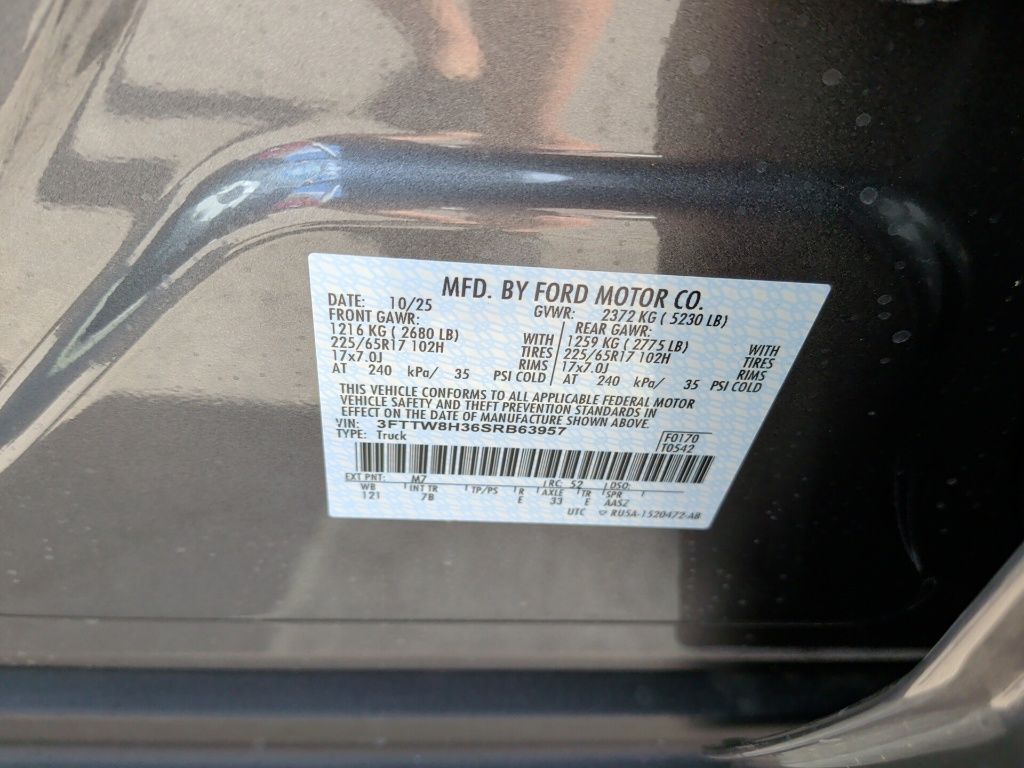 MFD. BY FORD MOTOR CO.
DATE: 10/25 GVWR: 2372 KG ( 5230 LB)
FRONT GAWR: REAR GAWR:
1216 KG ( 2680 LB) WITH 1259 KG ( 2775 LB) WITH
225/65R17 102H TIRES 225/65R17 102H TIRES
17x7.0J RIMS 17x7.0J RIMS
AT 240 kPa/ 35 PSI COLD AT 240 kPa/ 35 PSI COLD
THIS VEHICLE CONFORMS TO ALL APPLICABLE FEDERAL MOTOR
VEHICLE SAFETY AND THEFT PREVENTION STANDARDS IN
EFFECT ON THE DATE OF MANUFACTURE SHOWN ABOVE.
VIN: 3FTTW8H36SRB63957 F0170
TYPE: Truck T0542
EXT PNT: M7 RC: 52 DSO:
WB INT TR TP/PS R AXLE TR SPR
121 7B E 33 E AASZ
UTC RU5A-1520472-AB